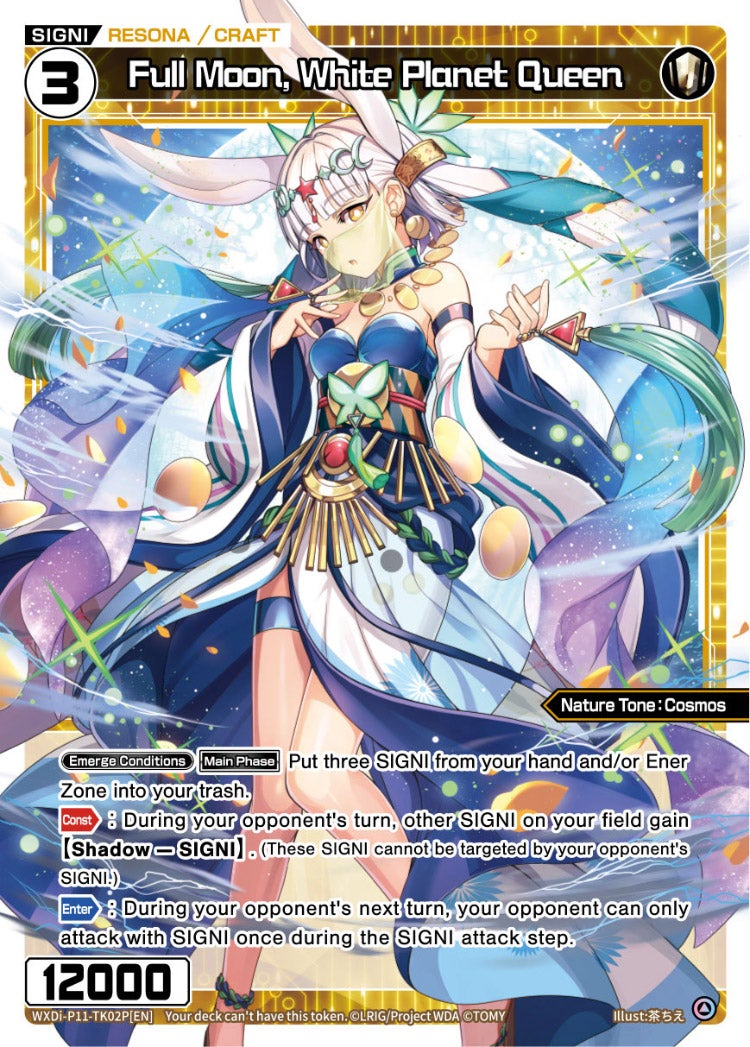 SIGNI RESONA / CRAFT
3 Full Moon, White Planet Queen
Nature Tone : Cosmos
Emerge Conditions Main Phase Put three SIGNI from your hand and/or Ener
Zone into your trash.
Const : During your opponent's turn, other SIGNI on your field gain
【Shadow — SIGNI】. (These SIGNI cannot be targeted by your opponent's
SIGNI.)
Enter : During your opponent's next turn, your opponent can only
attack with SIGNI once during the SIGNI attack step.
12000
WXDi-P11-TK02P[EN] Your deck can't have this token. ©LRIG/Project WDA ©TOMY Illust:茶ちえ